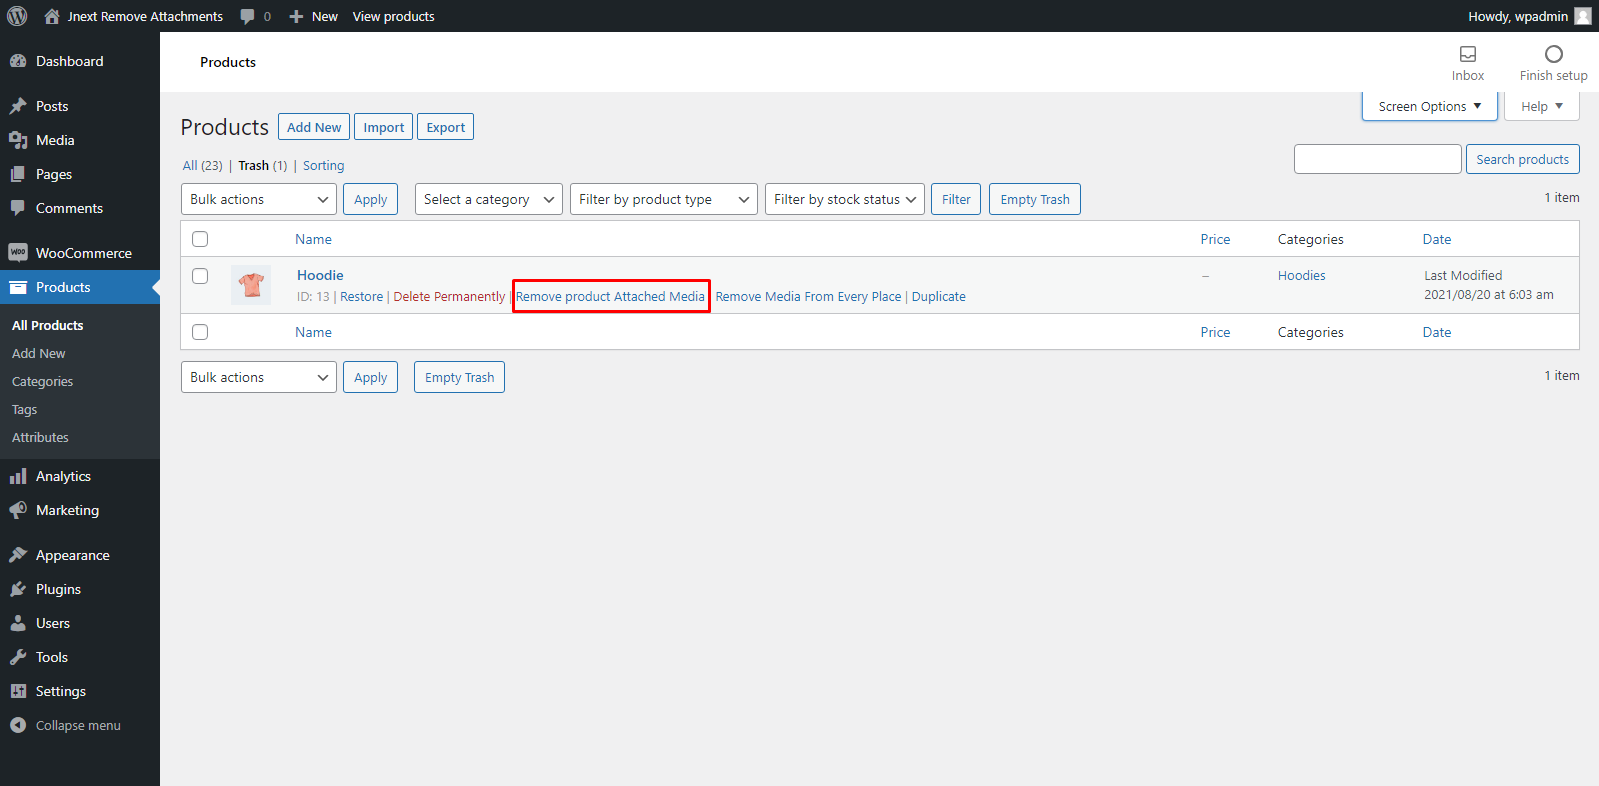 Jnext Remove Attachments 0 New View products Howdy, wpadmin
Dashboard
Posts
Media
Pages
Comments
WooCommerce
Products
All Products
Add New
Categories
Tags
Attributes
Analytics
Marketing
Appearance
Plugins
Users
Tools
Settings
Collapse menu
Products
Inbox
Finish setup
Screen Options ▼
Help ▼
Products Add New Import Export
All (23) | Trash (1) | Sorting
Search products
Bulk actions Apply Select a category Filter by product type Filter by stock status Filter Empty Trash 1 item
Name Price Categories Date
Hoodie – Hoodies Last Modified
2021/08/20 at 6:03 am
ID: 13 | Restore | Delete Permanently | Remove product Attached Media Remove Media From Every Place | Duplicate
Name Price Categories Date
Bulk actions Apply Empty Trash 1 item